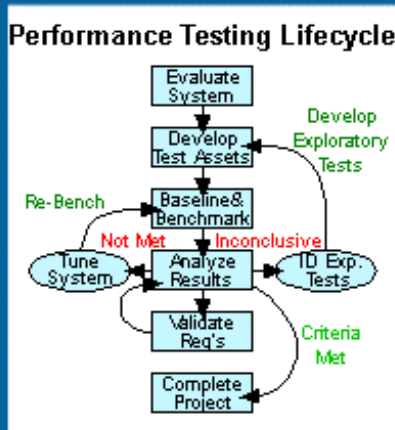 Performance Testing Lifecycle
Evaluate
System
Develop
Test Assets
Develop
Exploratory
Tests
Re-Bench
Baseline&
Benchmark
Not Met
Inconclusive
Tune
System
Analyze
Results
ID Exp.
Tests
Validate
Req's
Criteria
Met
Complete
Project